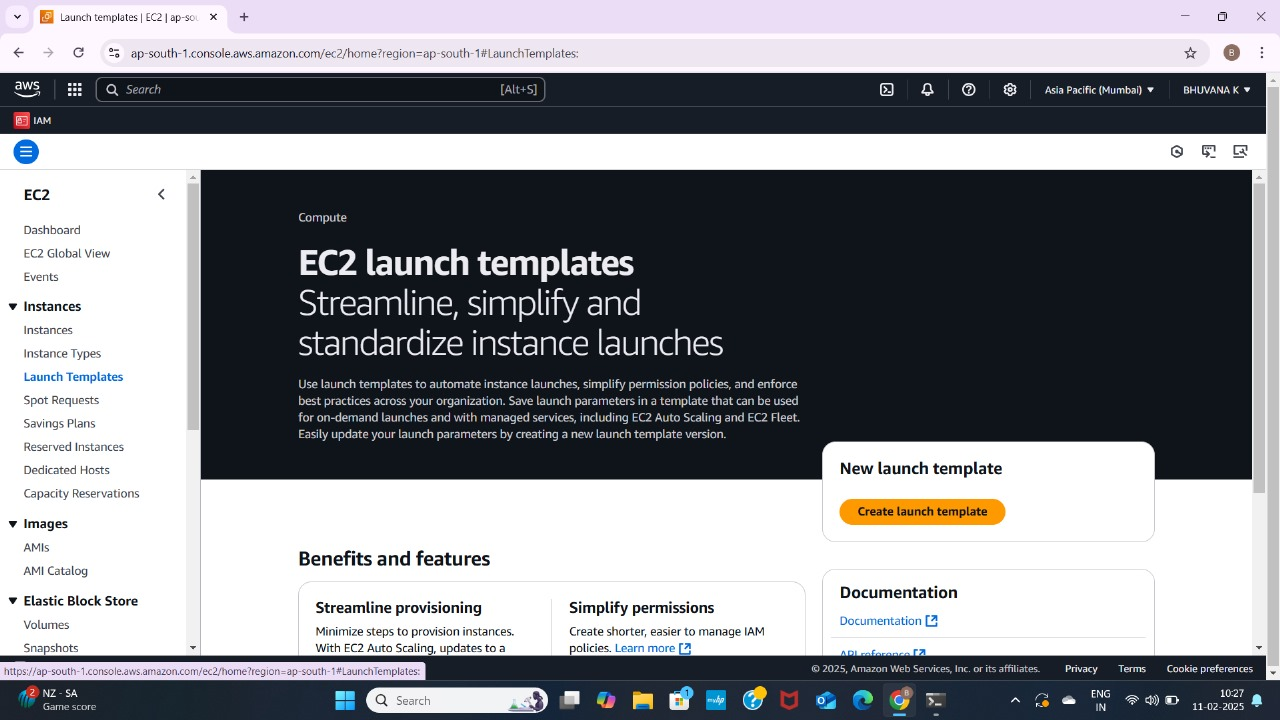 Launch templates | EC2 | ap-sou
ap-south-1.console.aws.amazon.com/ec2/home?region=ap-south-1#LaunchTemplates:
B
aws
Search
[Alt+S]
Asia Pacific (Mumbai)
BHUVANA K
IAM
EC2
Dashboard
EC2 Global View
Events
Instances
Instances
Instance Types
Launch Templates
Spot Requests
Savings Plans
Reserved Instances
Dedicated Hosts
Capacity Reservations
Images
AMIs
AMI Catalog
Elastic Block Store
Volumes
Snapshots
Compute
EC2 launch templates
Streamline, simplify and
standardize instance launches
Use launch templates to automate instance launches, simplify permission policies, and enforce
best practices across your organization. Save launch parameters in a template that can be used
for on-demand launches and with managed services, including EC2 Auto Scaling and EC2 Fleet.
Easily update your launch parameters by creating a new launch template version.
New launch template
Create launch template
Benefits and features
Streamline provisioning
Minimize steps to provision instances.
With EC2 Auto Scaling, updates to a
Simplify permissions
Create shorter, easier to manage IAM
policies. Learn more
Documentation
Documentation
API reference
https://ap-south-1.console.aws.amazon.com/ec2/home?region=ap-south-1#LaunchTemplates:
© 2025, Amazon Web Services, Inc. or its affiliates.
Privacy
Terms
Cookie preferences
2
NZ - SA
Game score
Search
1
ENG
IN
10:27
11-02-2025